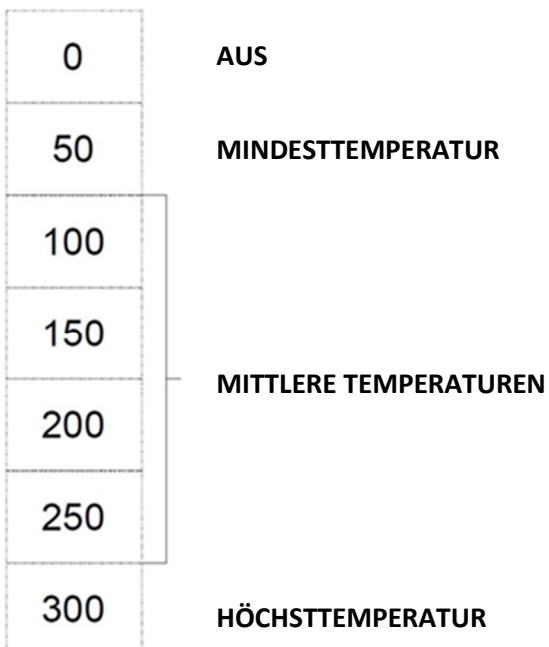 0 AUS
50 MINDESTTEMPERATUR
100
150
MITTLERE TEMPERATUREN
200
250
300 HÖCHSTTEMPERATUR